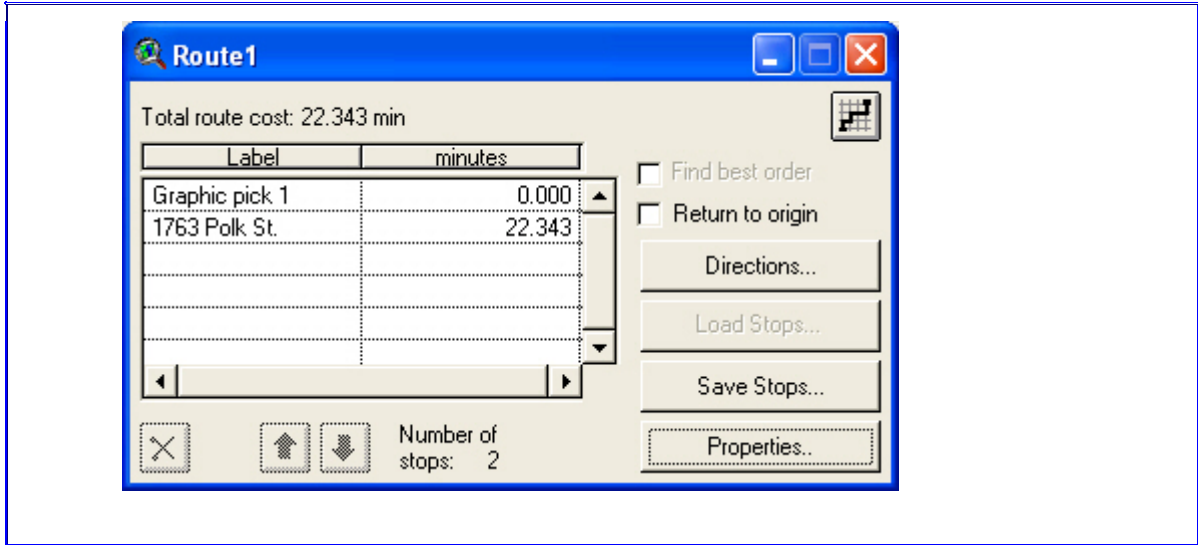 Route1
Total route cost: 22.343 min
Label minutes
Graphic pick 1 0.000
1763 Polk St. 22.343
Find best order
Return to origin
Directions...
Load Stops...
Save Stops...
Properties..
Number of
stops: 2